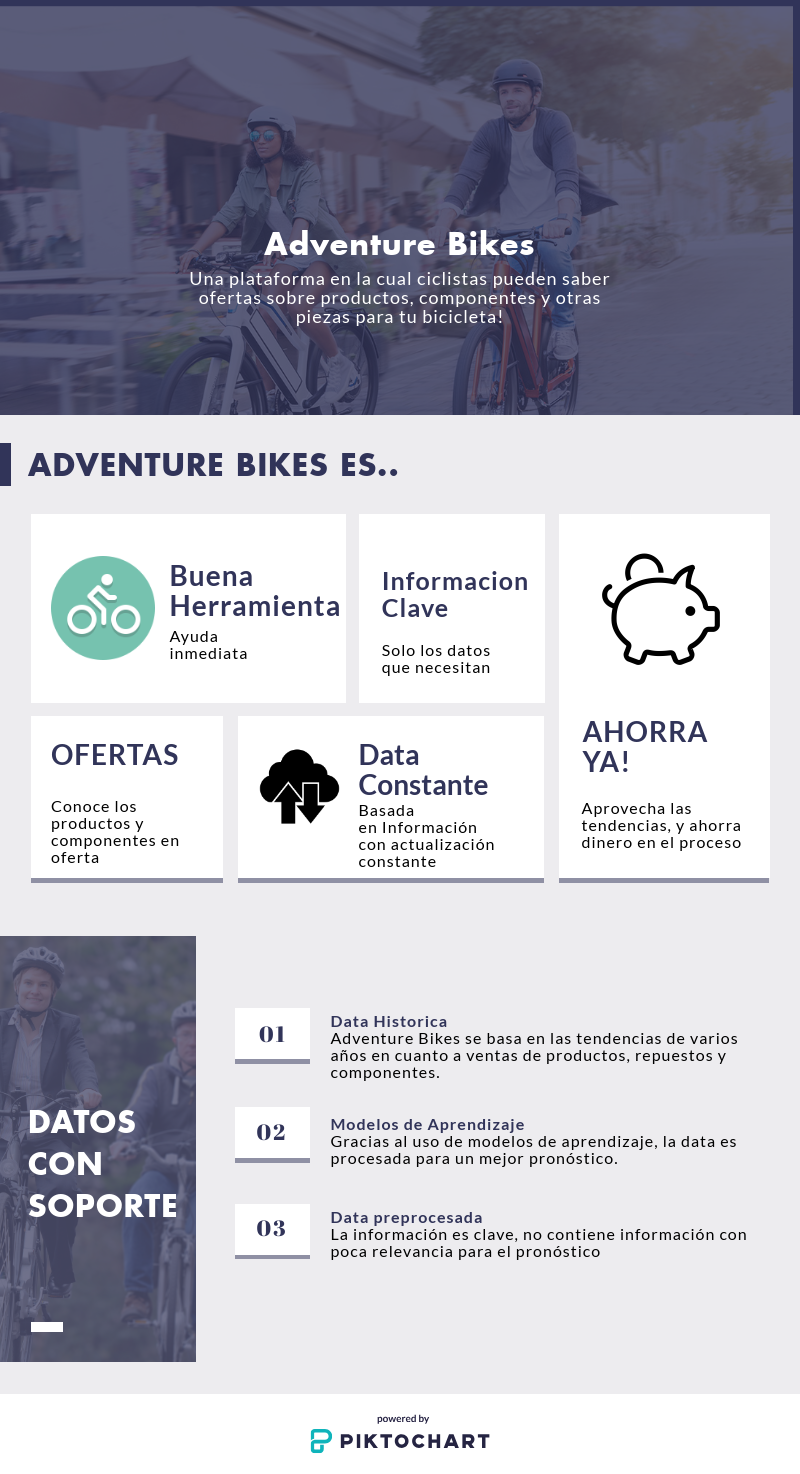 Adventure Bikes
Una plataforma en la cual ciclistas pueden saber
ofertas sobre productos, componentes y otras
piezas para tu bicicleta!
ADVENTURE BIKES ES..
Buena
Herramienta
Ayuda
inmediata
Informacion
Clave
Solo los datos
que necesitan
AHORRA
YA!
Aprovecha las
tendencias, y ahorra
dinero en el proceso
OFERTAS
Conoce los
productos y
componentes en
oferta
Data
Constante
Basada
en Información
con actualización
constante
DATOS
CON
SOPORTE
01
Data Historica
Adventure Bikes se basa en las tendencias de varios
años en cuanto a ventas de productos, repuestos y
componentes.
02
Modelos de Aprendizaje
Gracias al uso de modelos de aprendizaje, la data es
procesada para un mejor pronóstico.
03
Data preprocesada
La información es clave, no contiene información con
poca relevancia para el pronóstico
powered by
PIKTOCHART